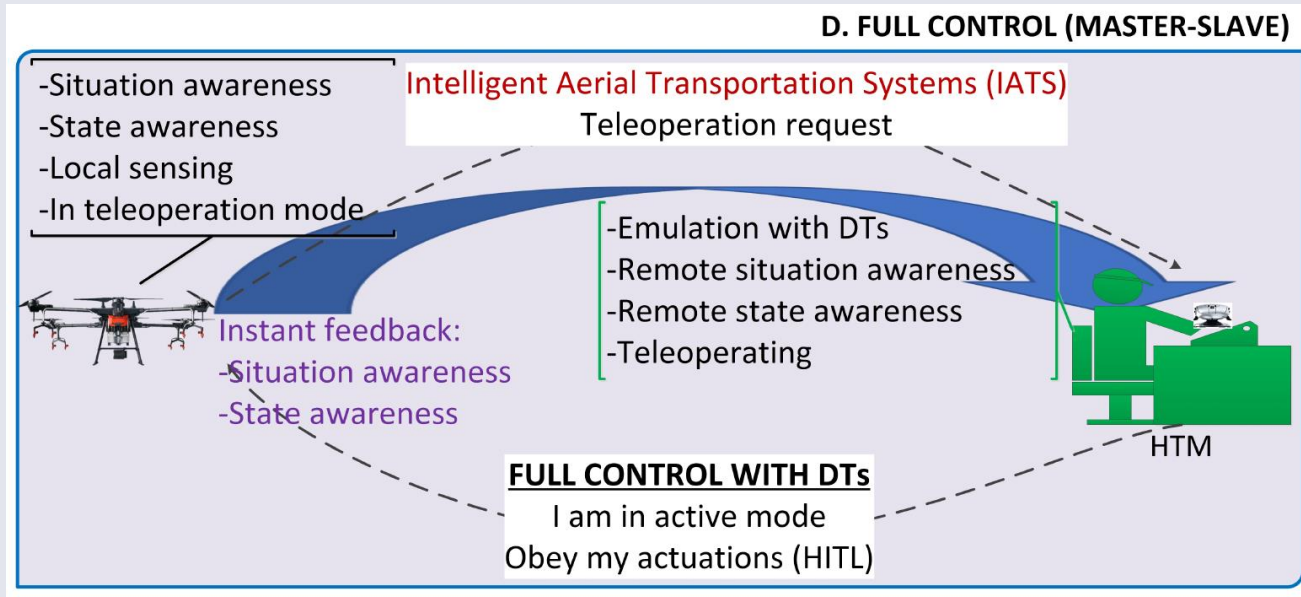 D. FULL CONTROL (MASTER-SLAVE)
-Situation awareness
-State awareness
-Local sensing
-In teleoperation mode
Intelligent Aerial Transportation Systems (IATS)
Teleoperation request
-Emulation with DTs
-Remote situation awareness
-Remote state awareness
-Teleoperating
Instant feedback:
-Situation awareness
-State awareness
HTM
FULL CONTROL WITH DTs
I am in active mode
Obey my actuations (HITL)